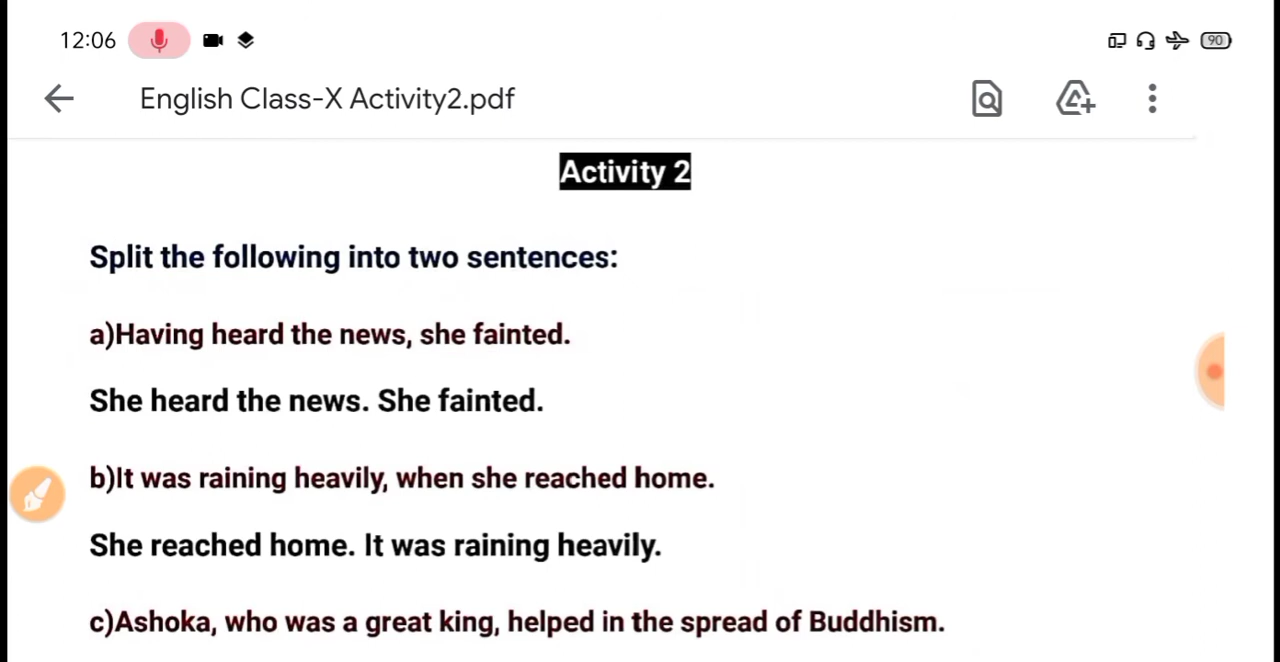 12:06
90
English Class-X Activity2.pdf
Activity 2
Split the following into two sentences:
a)Having heard the news, she fainted.
She heard the news. She fainted.
b)It was raining heavily, when she reached home.
She reached home. It was raining heavily.
c)Ashoka, who was a great king, helped in the spread of Buddhism.